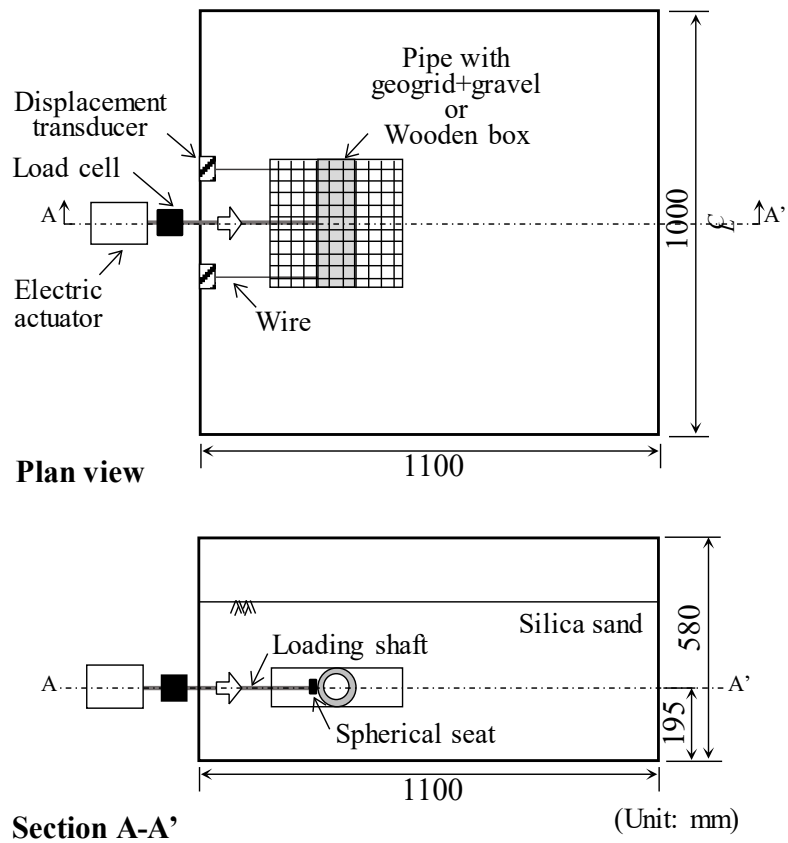 Pipe with
geogrid+gravel
or
Wooden box
Displacement
transducer
Load cell
A
A'
1000
Electric
actuator
Wire
1100
Plan view
Silica sand
580
Loading shaft
A
A'
195
Spherical seat
1100
Section A-A'
(Unit: mm)